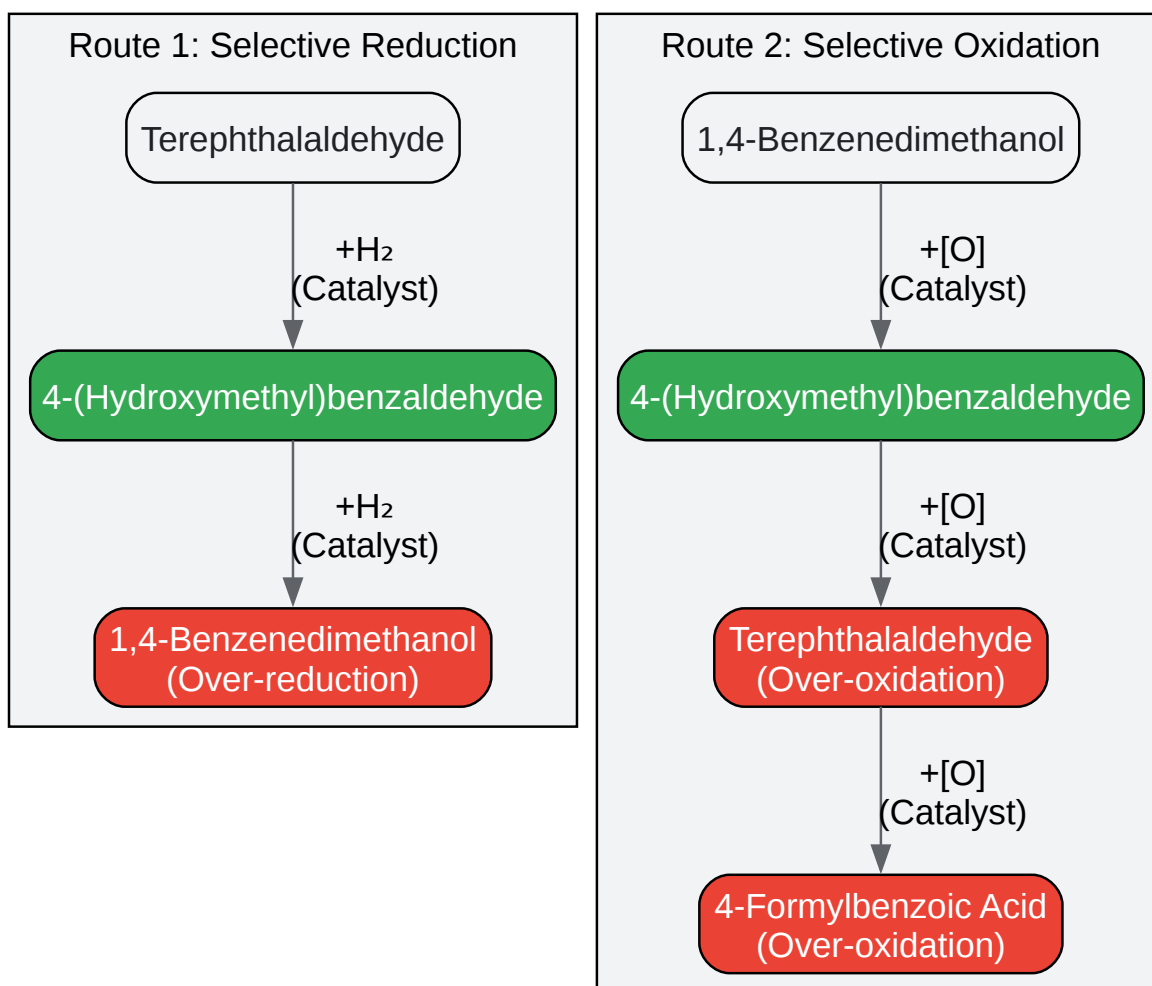 Route 1: Selective Reduction
Terephthalaldehyde
+H₂
(Catalyst)
4-(Hydroxymethyl)benzaldehyde
+H₂
(Catalyst)
1,4-Benzenedimethanol
(Over-reduction)
Route 2: Selective Oxidation
1,4-Benzenedimethanol
+[O]
(Catalyst)
4-(Hydroxymethyl)benzaldehyde
+[O]
(Catalyst)
Terephthalaldehyde
(Over-oxidation)
+[O]
(Catalyst)
4-Formylbenzoic Acid
(Over-oxidation)